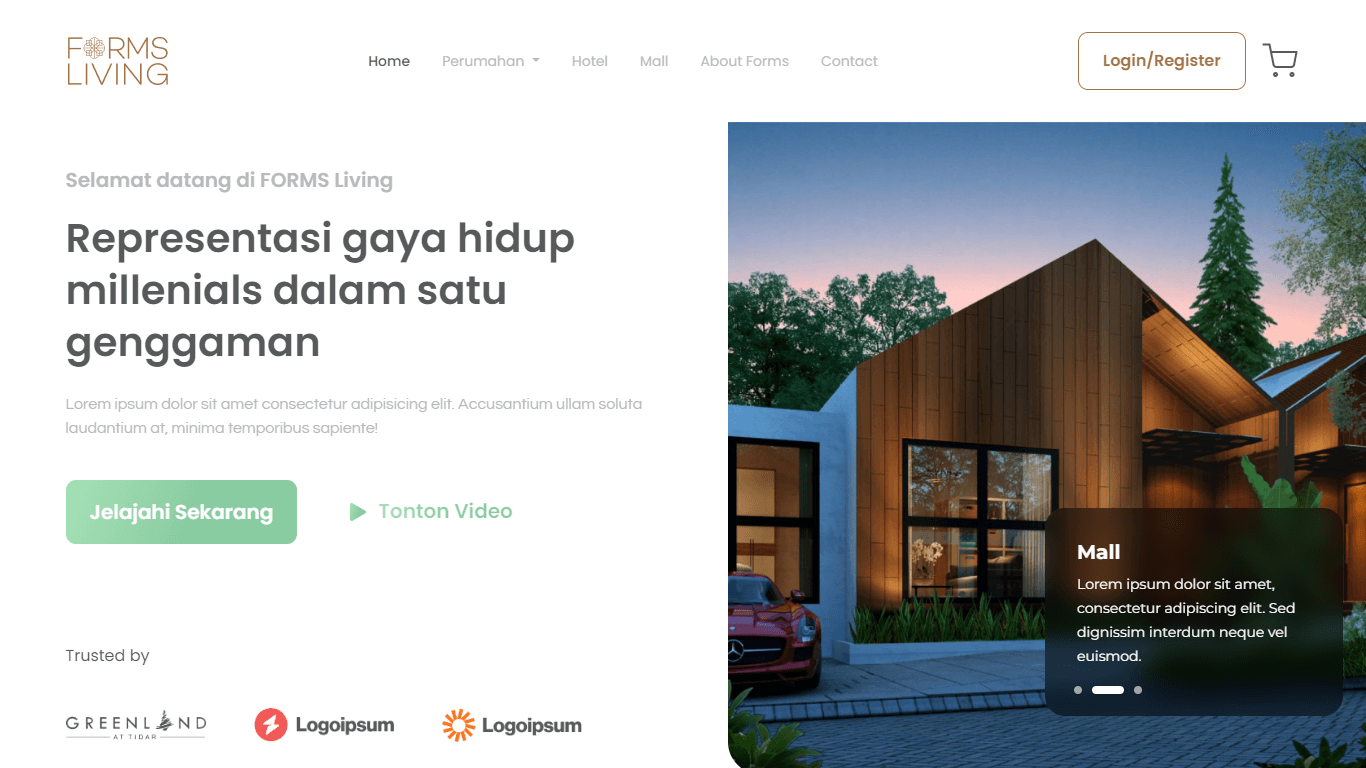 FORMS
LIVING
Home
Perumahan
Hotel
Mall
About Forms
Contact
Login/Register
Selamat datang di FORMS Living
Representasi gaya hidup
millenials dalam satu
genggaman
Lorem ipsum dolor sit amet consectetur adipisicing elit. Accusantium ullam soluta
laudantium at, minima temporibus sapiente!
Jelajahi Sekarang
Tonton Video
Trusted by
GREENLAND
AT TIDAR
Logoipsum
Logoipsum
Mall
Lorem ipsum dolor sit amet,
consectetur adipiscing elit. Sed
dignissim interdum neque vel
euismod.